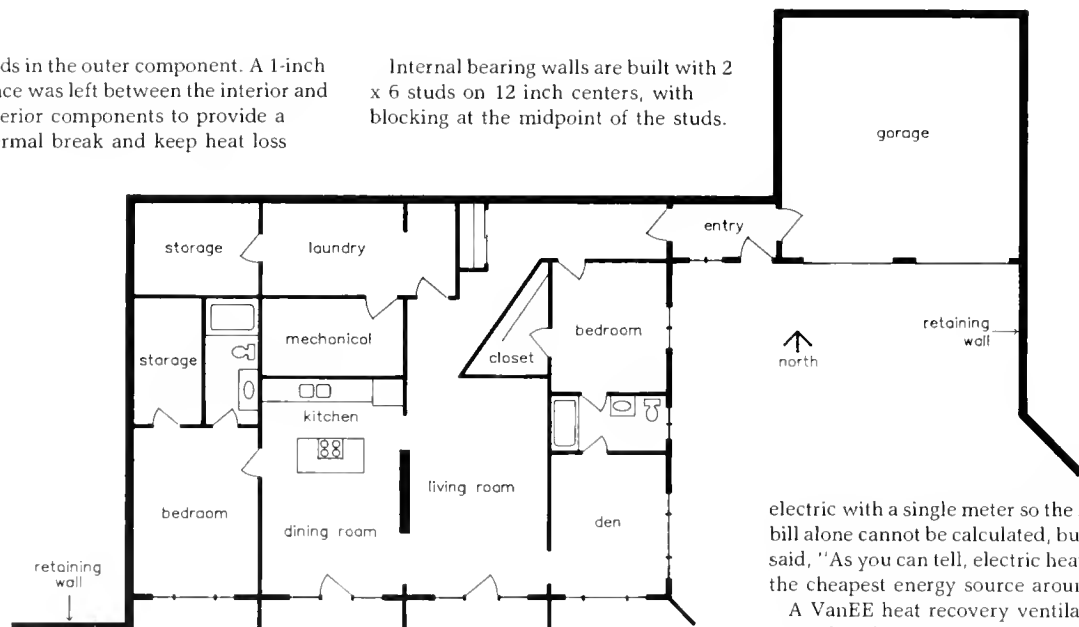 ds in the outer component. A 1-inch
ce was left between the interior and
erior components to provide a
rmal break and keep heat loss
Internal bearing walls are built with 2
x 6 studs on 12 inch centers, with
blocking at the midpoint of the studs.
garage
entry
storage
laundry
mechanical
storage
closet
bedroom
retaining
wall
north
kitchen
living room
bedroom
dining room
den
retaining
wall
electric with a single meter so the
bill alone cannot be calculated, but
said, "As you can tell, electric hea
the cheapest energy source arou
A VanEE heat recovery ventila